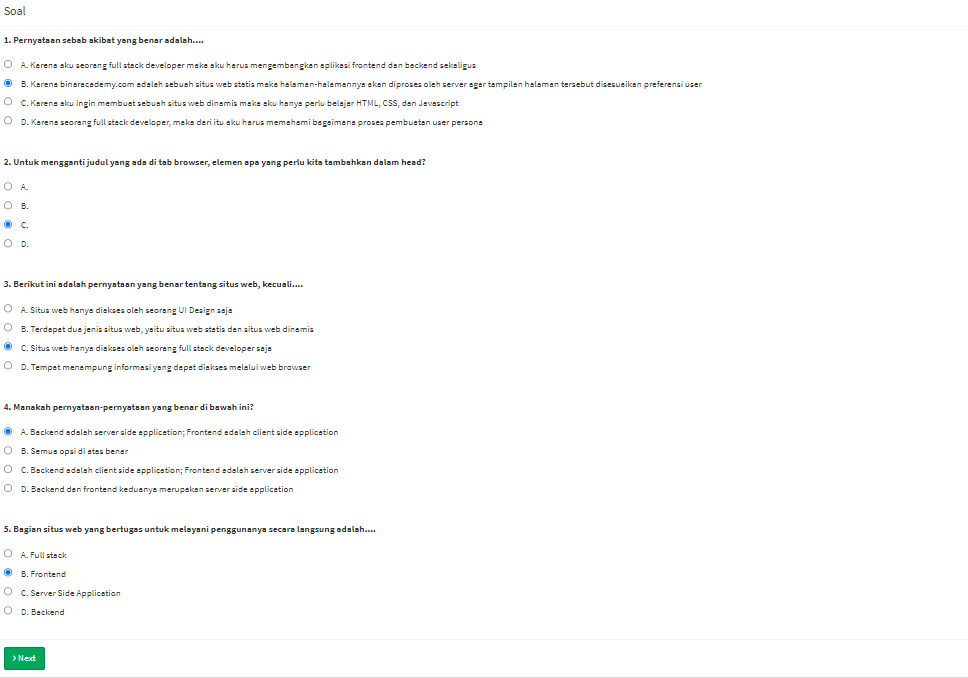 Soal
1. Pernyataan sebab akibat yang benar adalah....
A. Karena aku seorang full stack developer maka aku harus mengembangkan aplikasi frontend dan backend sekaligus
B. Karena binaracademy.com adalah sebuah situs web statis maka halaman-halamannya akan diproses oleh server agar tampilan halaman tersebut disesuaikan preferensi user
C. Karena aku ingin membuat sebuah situs web dinamis maka aku hanya perlu belajar HTML, CSS, dan Javascript
D. Karena seorang full stack developer, maka dari itu aku harus memahami bagaimana proses pembuatan user persona
2. Untuk mengganti judul yang ada di tab browser, elemen apa yang perlu kita tambahkan dalam head?
A.
B.
C.
D.
3. Berikut ini adalah pernyataan yang benar tentang situs web, kecuali....
A. Situs web hanya diakses oleh seorang UI Design saja
B. Terdapat dua jenis situs web, yaitu situs web statis dan situs web dinamis
C. Situs web hanya diakses oleh seorang full stack developer saja
D. Tempat menampung informasi yang dapat diakses melalui web browser
4. Manakah pernyataan-pernyataan yang benar di bawah ini?
A. Backend adalah server side application; Frontend adalah client side application
B. Semua opsi di atas benar
C. Backend adalah client side application; Frontend adalah server side application
D. Backend dan frontend keduanya merupakan server side application
5. Bagian situs web yang bertugas untuk melayani penggunanya secara langsung adalah....
A. Full stack
B. Frontend
C. Server Side Application
D. Backend
› Next